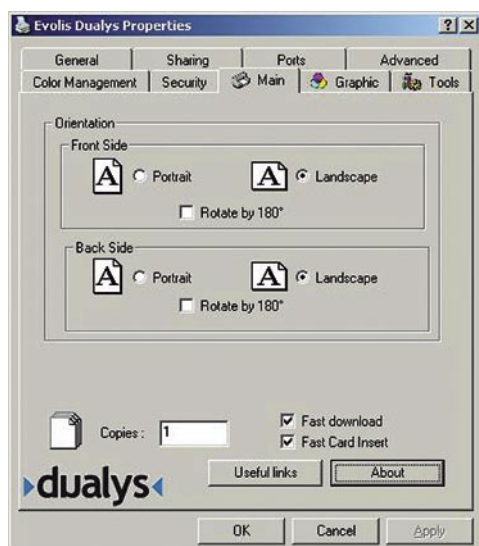 Evolis Dualys Properties
General Sharing Ports Advanced
Color Management Security Main Graphic Tools
Orientation
Front Side
A Portrait A Landscape
Rotate by 180°
Back Side
A Portrait A Landscape
Rotate by 180°
Copies : 1
Fast download
Fast Card Insert
Useful links About
dualys
OK Cancel Apply